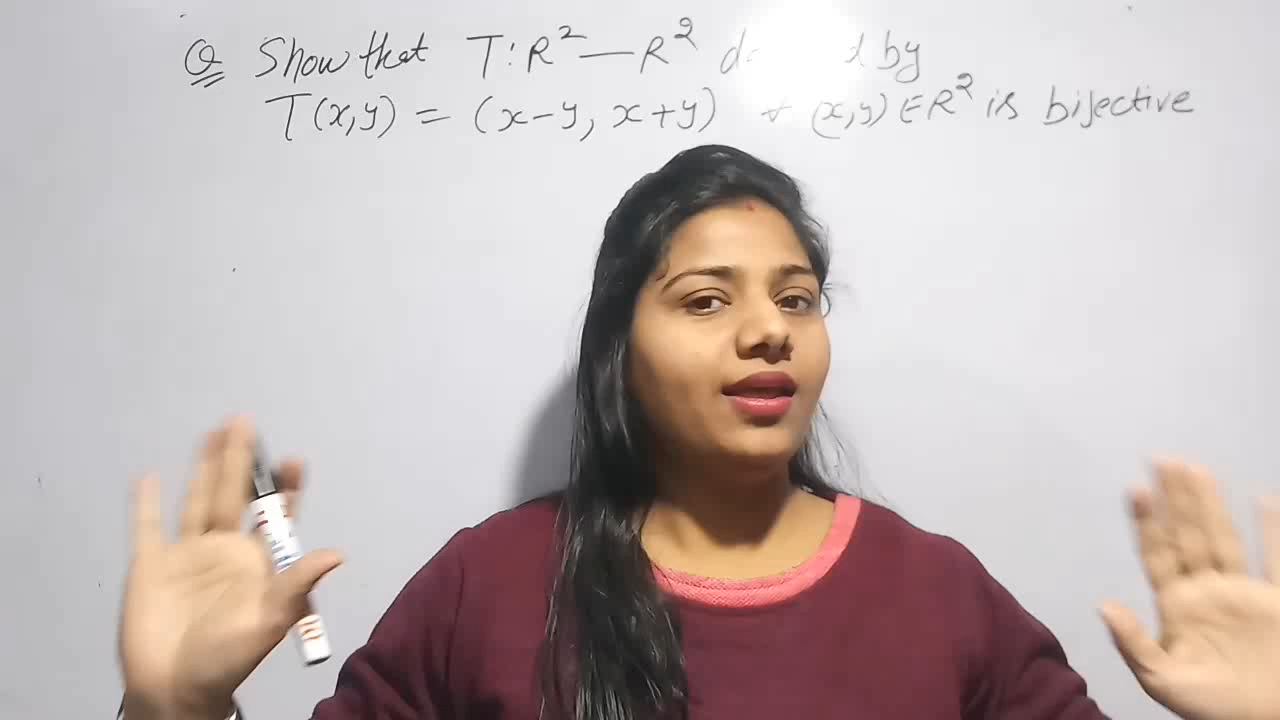 Q Show that T:R²—R² d by
T(x,y) = (x-y, x+y) ∀ (x,y)∈R² is bijective